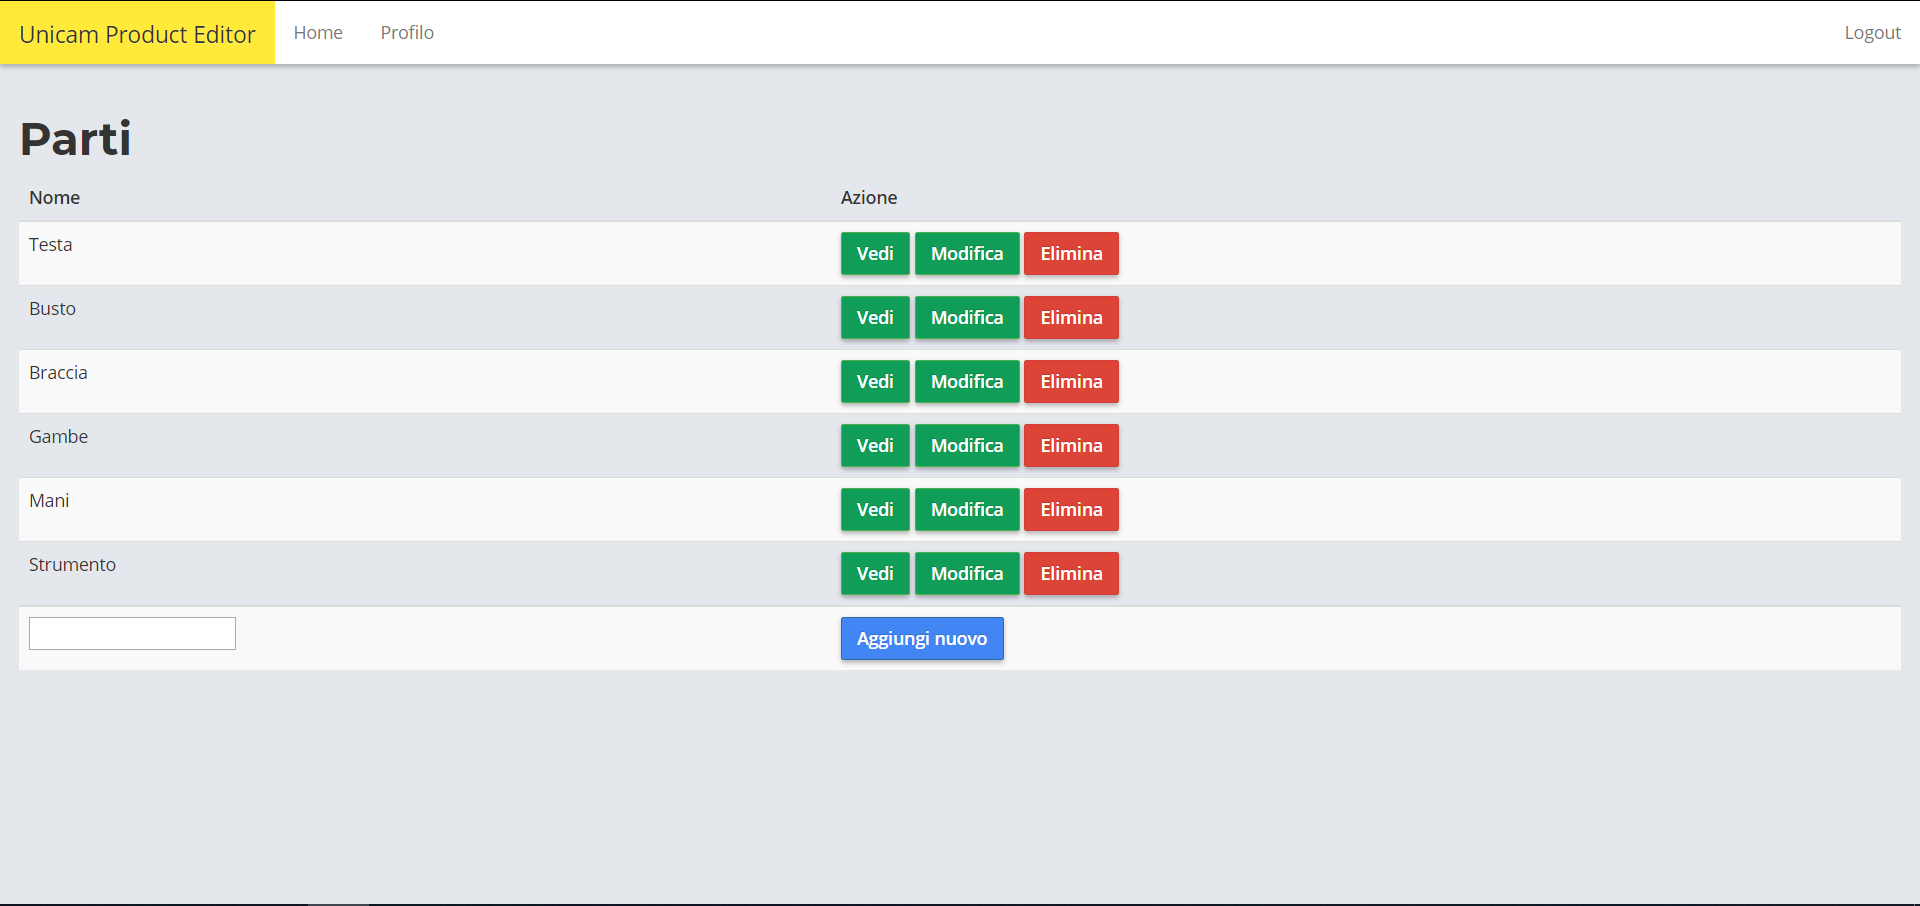 Unicam Product Editor Home Profilo Logout
Parti
Nome Azione
Testa Vedi Modifica Elimina
Busto Vedi Modifica Elimina
Braccia Vedi Modifica Elimina
Gambe Vedi Modifica Elimina
Mani Vedi Modifica Elimina
Strumento Vedi Modifica Elimina
Aggiungi nuovo